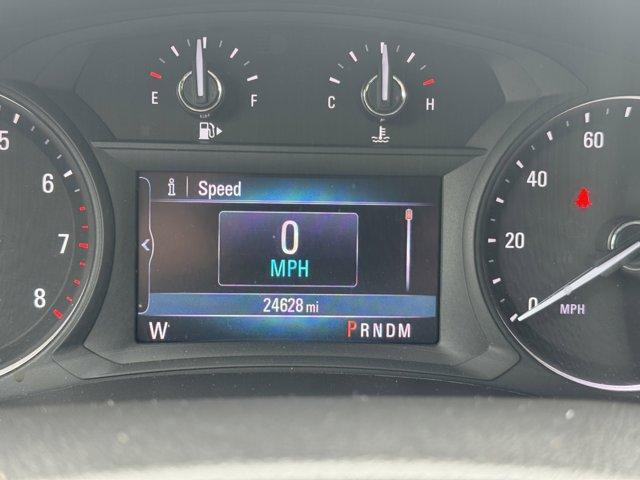 E F
C H
5
6
7
8
i Speed
0
MPH
24628 mi
W PRNDM
60
40
20
0
MPH